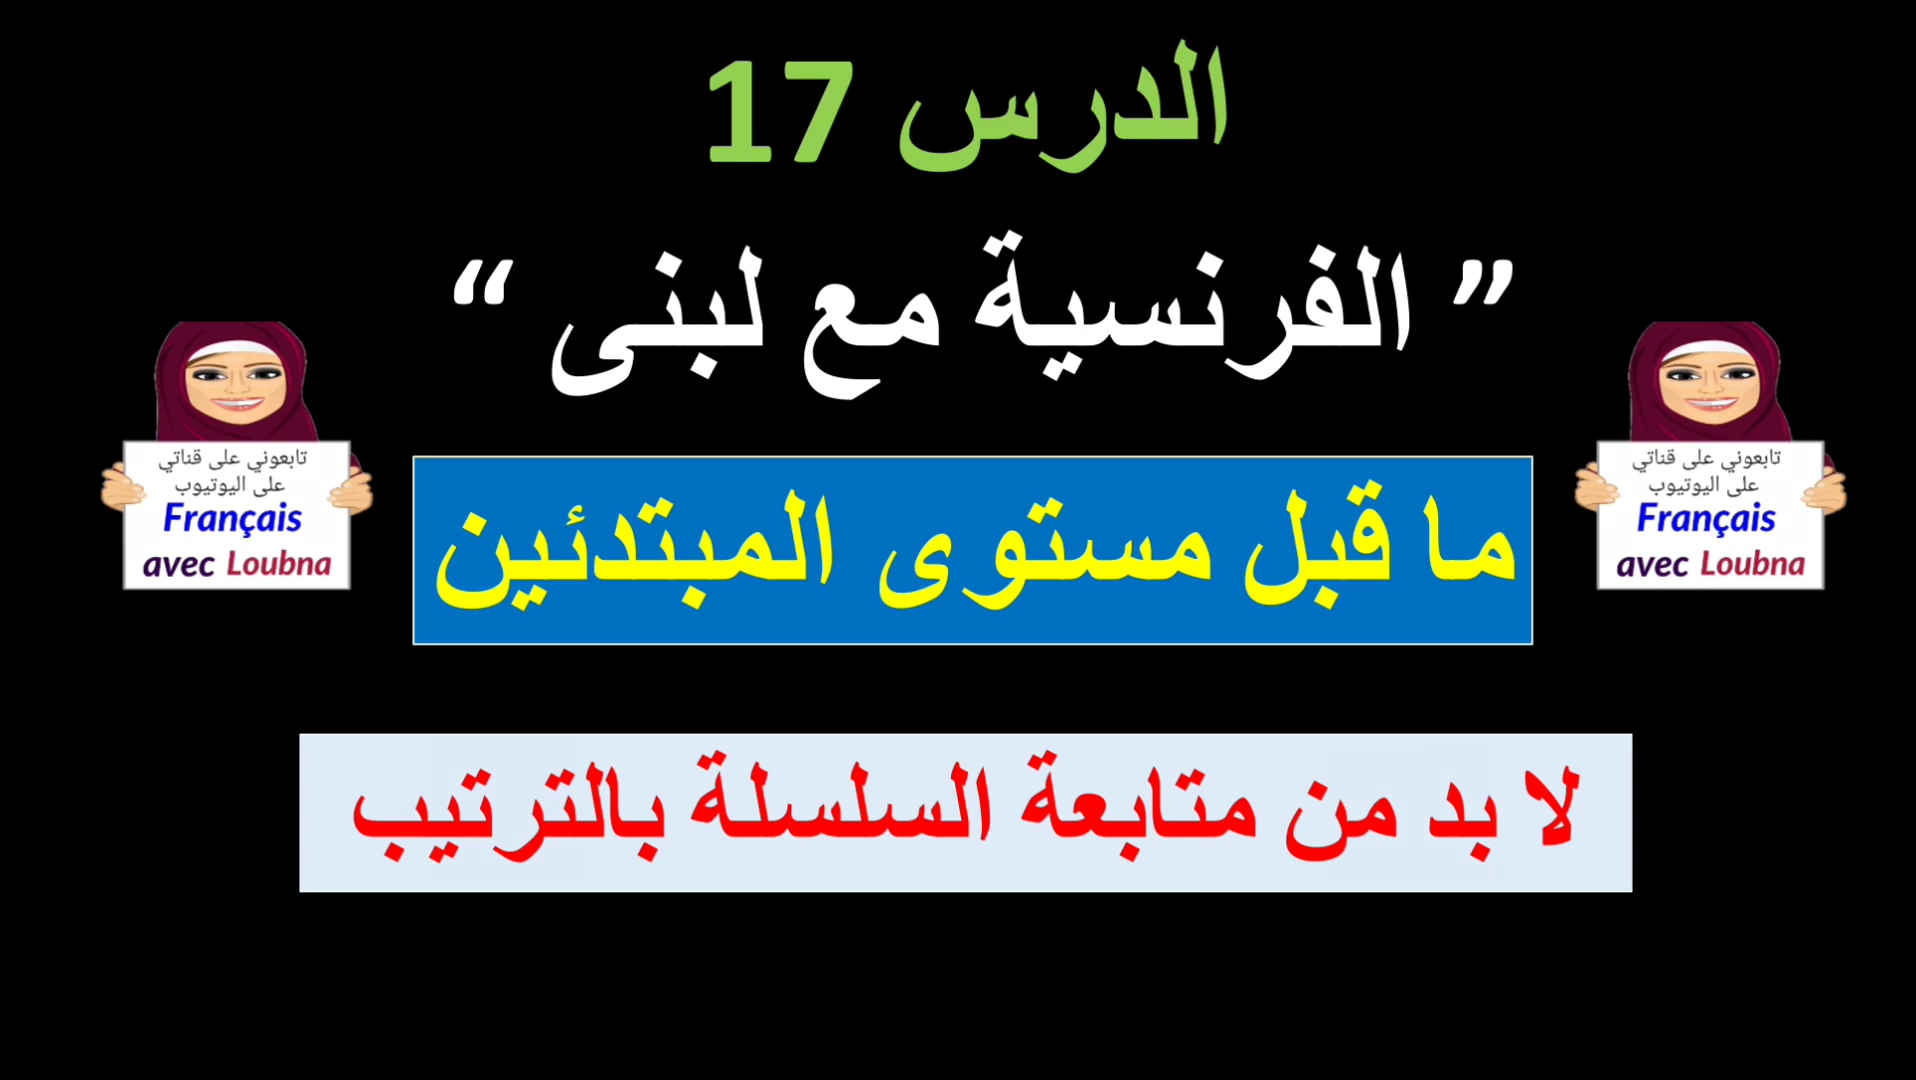 الدرس 17
” الفرنسية مع لبنى “
تابعوني على قناتي
على اليوتيوب
Français
avec Loubna
ما قبل مستوى المبتدئين
تابعوني على قناتي
على اليوتيوب
Français
avec Loubna
لا بد من متابعة السلسلة بالترتيب